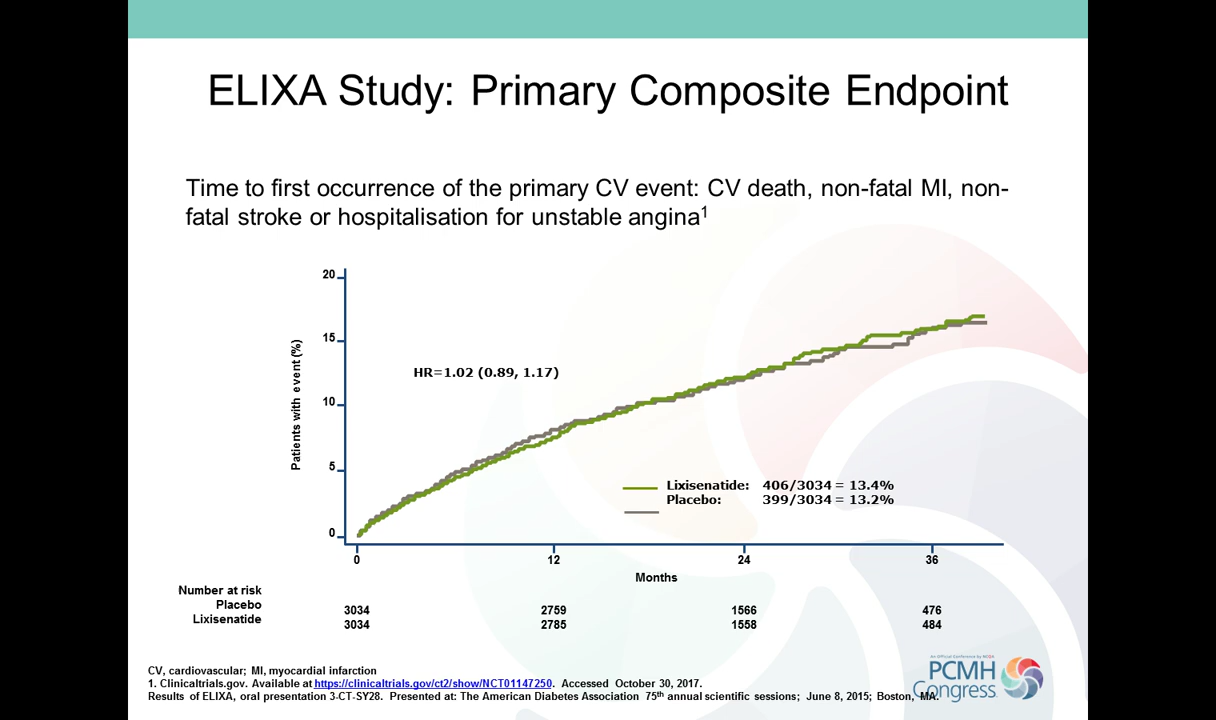 ELIXA Study: Primary Composite Endpoint
Time to first occurrence of the primary CV event: CV death, non-fatal MI, non-
fatal stroke or hospitalisation for unstable angina1
20
15
10
5
0
Patients with event (%)
HR=1.02 (0.89, 1.17)
Lixisenatide: 406/3034 = 13.4%
Placebo: 399/3034 = 13.2%
0 12 24 36
Months
Number at risk
Placebo 3034 2759 1566 476
Lixisenatide 3034 2785 1558 484
CV, cardiovascular; MI, myocardial infarction
1. Clinicaltrials.gov. Available at https://clinicaltrials.gov/ct2/show/NCT01147250. Accessed October 30, 2017.
Results of ELIXA, oral presentation 3-CT-SY28. Presented at: The American Diabetes Association 75th annual scientific sessions; June 8, 2015; Boston, MA.
An Official Conference by NCQA
PCMH
Congress